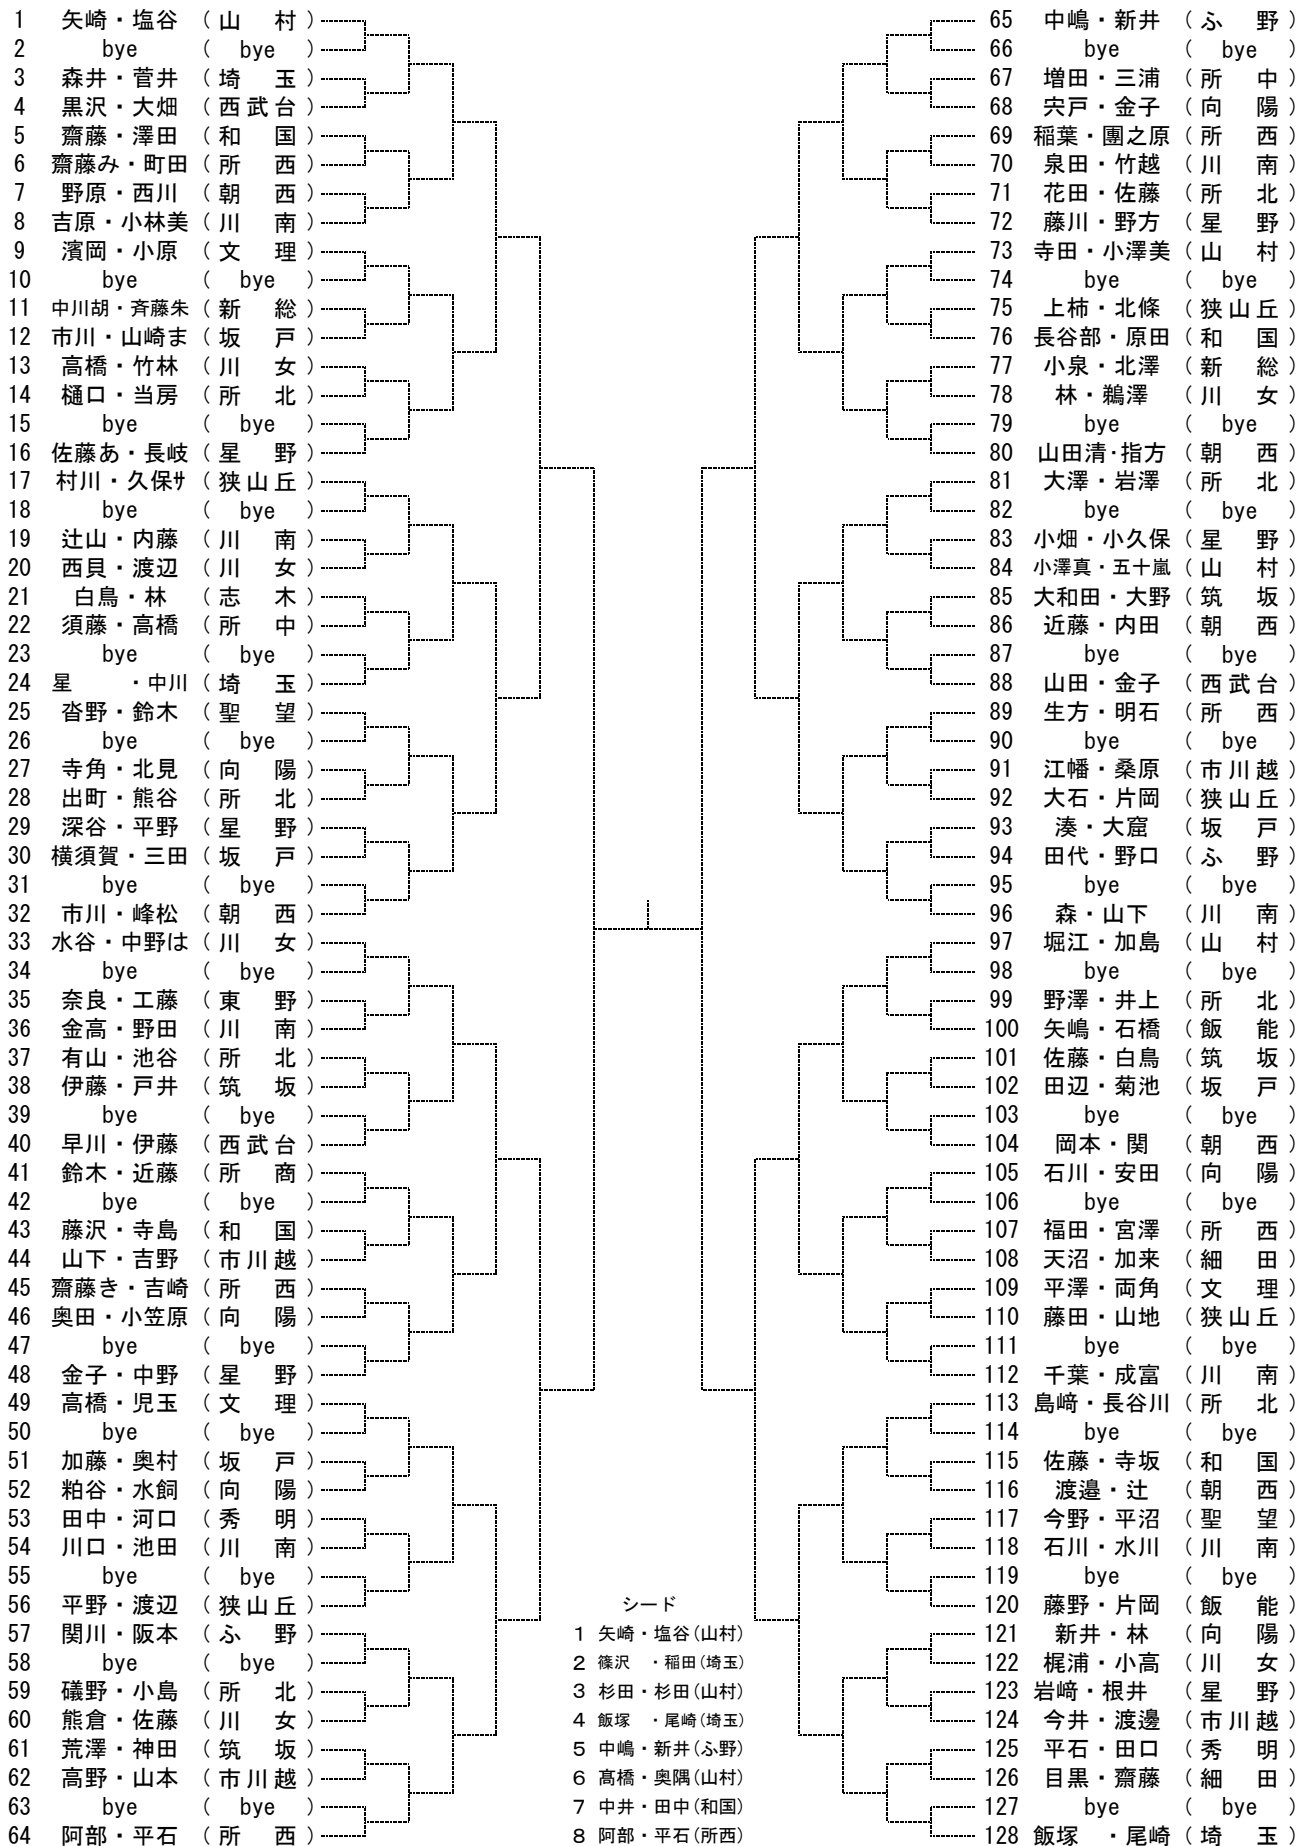 1 矢崎・塩谷 （山　村）
2 bye （ bye ）
3 森井・菅井 （埼　玉）
4 黒沢・大畑 （西武台）
5 齋藤・澤田 （和　国）
6 齋藤み・町田 （所　西）
7 野原・西川 （朝　西）
8 吉原・小林美 （川　南）
9 濱岡・小原 （文　理）
10 bye （ bye ）
11 中川胡・斉藤朱 （新　総）
12 市川・山崎ま （坂　戸）
13 高橋・竹林 （川　女）
14 樋口・当房 （所　北）
15 bye （ bye ）
16 佐藤あ・長岐 （星　野）
17 村川・久保ｻ （狭山丘）
18 bye （ bye ）
19 辻山・内藤 （川　南）
20 西貝・渡辺 （川　女）
21 白鳥・林 （志　木）
22 須藤・高橋 （所　中）
23 bye （ bye ）
24 星　・中川 （埼　玉）
25 沓野・鈴木 （聖　望）
26 bye （ bye ）
27 寺角・北見 （向　陽）
28 出町・熊谷 （所　北）
29 深谷・平野 （星　野）
30 横須賀・三田 （坂　戸）
31 bye （ bye ）
32 市川・峰松 （朝　西）
33 水谷・中野は （川　女）
34 bye （ bye ）
35 奈良・工藤 （東　野）
36 金高・野田 （川　南）
37 有山・池谷 （所　北）
38 伊藤・戸井 （筑　坂）
39 bye （ bye ）
40 早川・伊藤 （西武台）
41 鈴木・近藤 （所　商）
42 bye （ bye ）
43 藤沢・寺島 （和　国）
44 山下・吉野 （市川越）
45 齋藤き・吉崎 （所　西）
46 奥田・小笠原 （向　陽）
47 bye （ bye ）
48 金子・中野 （星　野）
49 高橋・児玉 （文　理）
50 bye （ bye ）
51 加藤・奥村 （坂　戸）
52 粕谷・水飼 （向　陽）
53 田中・河口 （秀　明）
54 川口・池田 （川　南）
55 bye （ bye ）
56 平野・渡辺 （狭山丘）
57 関川・阪本 （ふ　野）
58 bye （ bye ）
59 礒野・小島 （所　北）
60 熊倉・佐藤 （川　女）
61 荒澤・神田 （筑　坂）
62 高野・山本 （市川越）
63 bye （ bye ）
64 阿部・平石 （所　西）
シード
1 矢崎・塩谷(山村)
2 篠沢　・稲田(埼玉)
3 杉田・杉田(山村)
4 飯塚　・尾崎(埼玉)
5 中嶋・新井(ふ野)
6 髙橋・奥隅(山村)
7 中井・田中(和国)
8 阿部・平石(所西)
65 中嶋・新井 （ふ　野）
66 bye （ bye ）
67 増田・三浦 （所　中）
68 宍戸・金子 （向　陽）
69 稲葉・團之原 （所　西）
70 泉田・竹越 （川　南）
71 花田・佐藤 （所　北）
72 藤川・野方 （星　野）
73 寺田・小澤美 （山　村）
74 bye （ bye ）
75 上柿・北條 （狭山丘）
76 長谷部・原田 （和　国）
77 小泉・北澤 （新　総）
78 林・鵜澤 （川　女）
79 bye （ bye ）
80 山田清・指方 （朝　西）
81 大澤・岩澤 （所　北）
82 bye （ bye ）
83 小畑・小久保 （星　野）
84 小澤真・五十嵐 （山　村）
85 大和田・大野 （筑　坂）
86 近藤・内田 （朝　西）
87 bye （ bye ）
88 山田・金子 （西武台）
89 生方・明石 （所　西）
90 bye （ bye ）
91 江幡・桑原 （市川越）
92 大石・片岡 （狭山丘）
93 湊・大窟 （坂　戸）
94 田代・野口 （ふ　野）
95 bye （ bye ）
96 森・山下 （川　南）
97 堀江・加島 （山　村）
98 bye （ bye ）
99 野澤・井上 （所　北）
100 矢嶋・石橋 （飯　能）
101 佐藤・白鳥 （筑　坂）
102 田辺・菊池 （坂　戸）
103 bye （ bye ）
104 岡本・関 （朝　西）
105 石川・安田 （向　陽）
106 bye （ bye ）
107 福田・宮澤 （所　西）
108 天沼・加来 （細　田）
109 平澤・両角 （文　理）
110 藤田・山地 （狭山丘）
111 bye （ bye ）
112 千葉・成富 （川　南）
113 島﨑・長谷川 （所　北）
114 bye （ bye ）
115 佐藤・寺坂 （和　国）
116 渡邉・辻 （朝　西）
117 今野・平沼 （聖　望）
118 石川・水川 （川　南）
119 bye （ bye ）
120 藤野・片岡 （飯　能）
121 新井・林 （向　陽）
122 梶浦・小高 （川　女）
123 岩﨑・根井 （星　野）
124 今井・渡邊 （市川越）
125 平石・田口 （秀　明）
126 目黒・齋藤 （細　田）
127 bye （ bye ）
128 飯塚　・尾崎 （埼　玉）